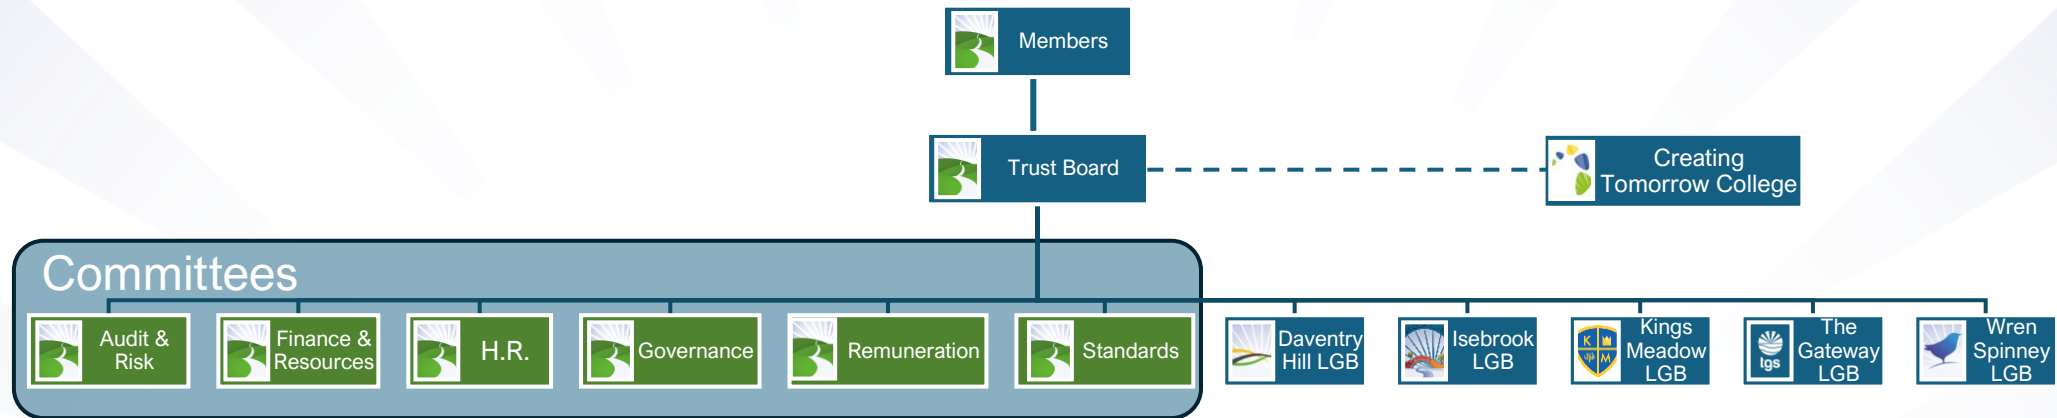 Members
Trust Board
Creating
Tomorrow College
Committees
Audit &
Risk
Finance &
Resources
H.R.
Governance
Remuneration
Standards
Daventry
Hill LGB
Isebrook
LGB
K M
Kings
Meadow
LGB
tgs
The
Gateway
LGB
Wren
Spinney
LGB